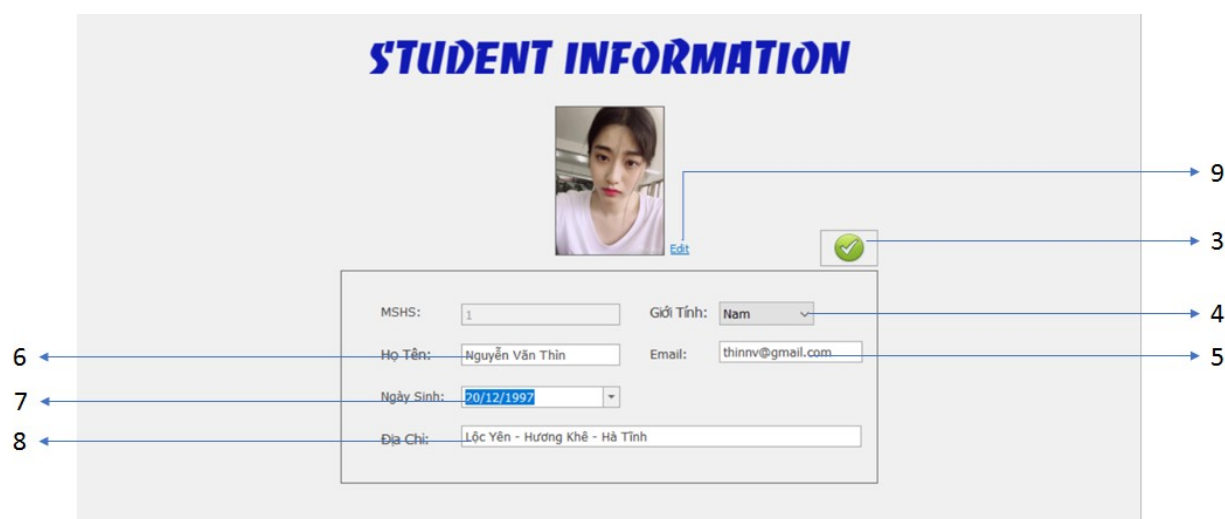 STUDENT INFORMATION
9
Edit
3
MSHS: 1 Giới Tính: Nam 4
6 Họ Tên: Nguyễn Văn Thìn Email: thinnv@gmail.com 5
7 Ngày Sinh: 20/12/1997
8 Địa Chỉ: Lộc Yên - Hương Khê - Hà Tĩnh